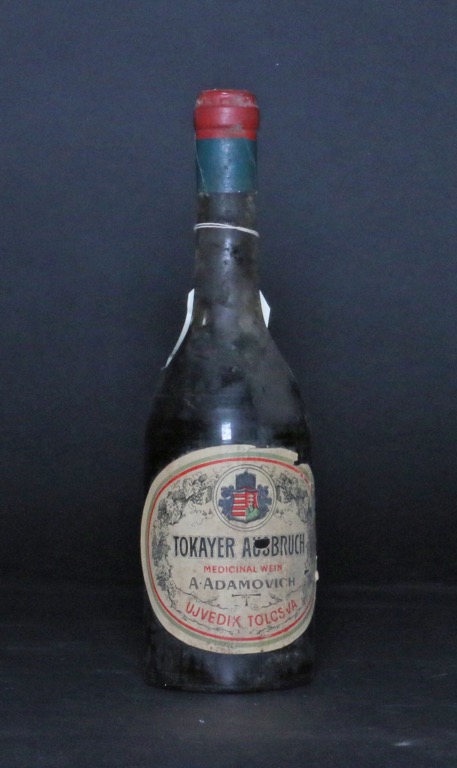 TOKAYER AUSBRUCH
MEDICINAL WEIN
A. ADAMOVICH
UJVEDIK TOLCSVA